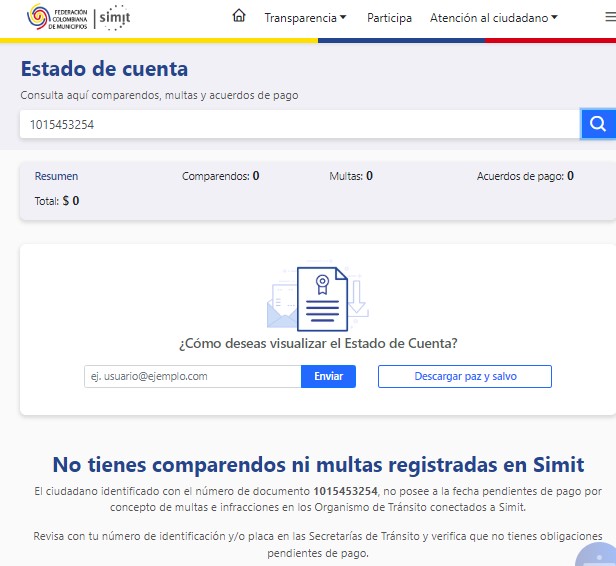 FEDERACIÓN
COLOMBIANA
DE MUNICIPIOS
simit
Transparencia
Participa
Atención al ciudadano
Estado de cuenta
Consulta aquí comparendos, multas y acuerdos de pago
1015453254
Resumen
Comparendos: 0
Multas: 0
Acuerdos de pago: 0
Total: $ 0
¿Cómo deseas visualizar el Estado de Cuenta?
ej. usuario@ejemplo.com
Enviar
Descargar paz y salvo
No tienes comparendos ni multas registradas en Simit
El ciudadano identificado con el número de documento 1015453254, no posee a la fecha pendientes de pago por
concepto de multas e infracciones en los Organismo de Tránsito conectados a Simit.
Revisa con tu número de identificación y/o placa en las Secretarías de Tránsito y verifica que no tienes obligaciones
pendientes de pago.